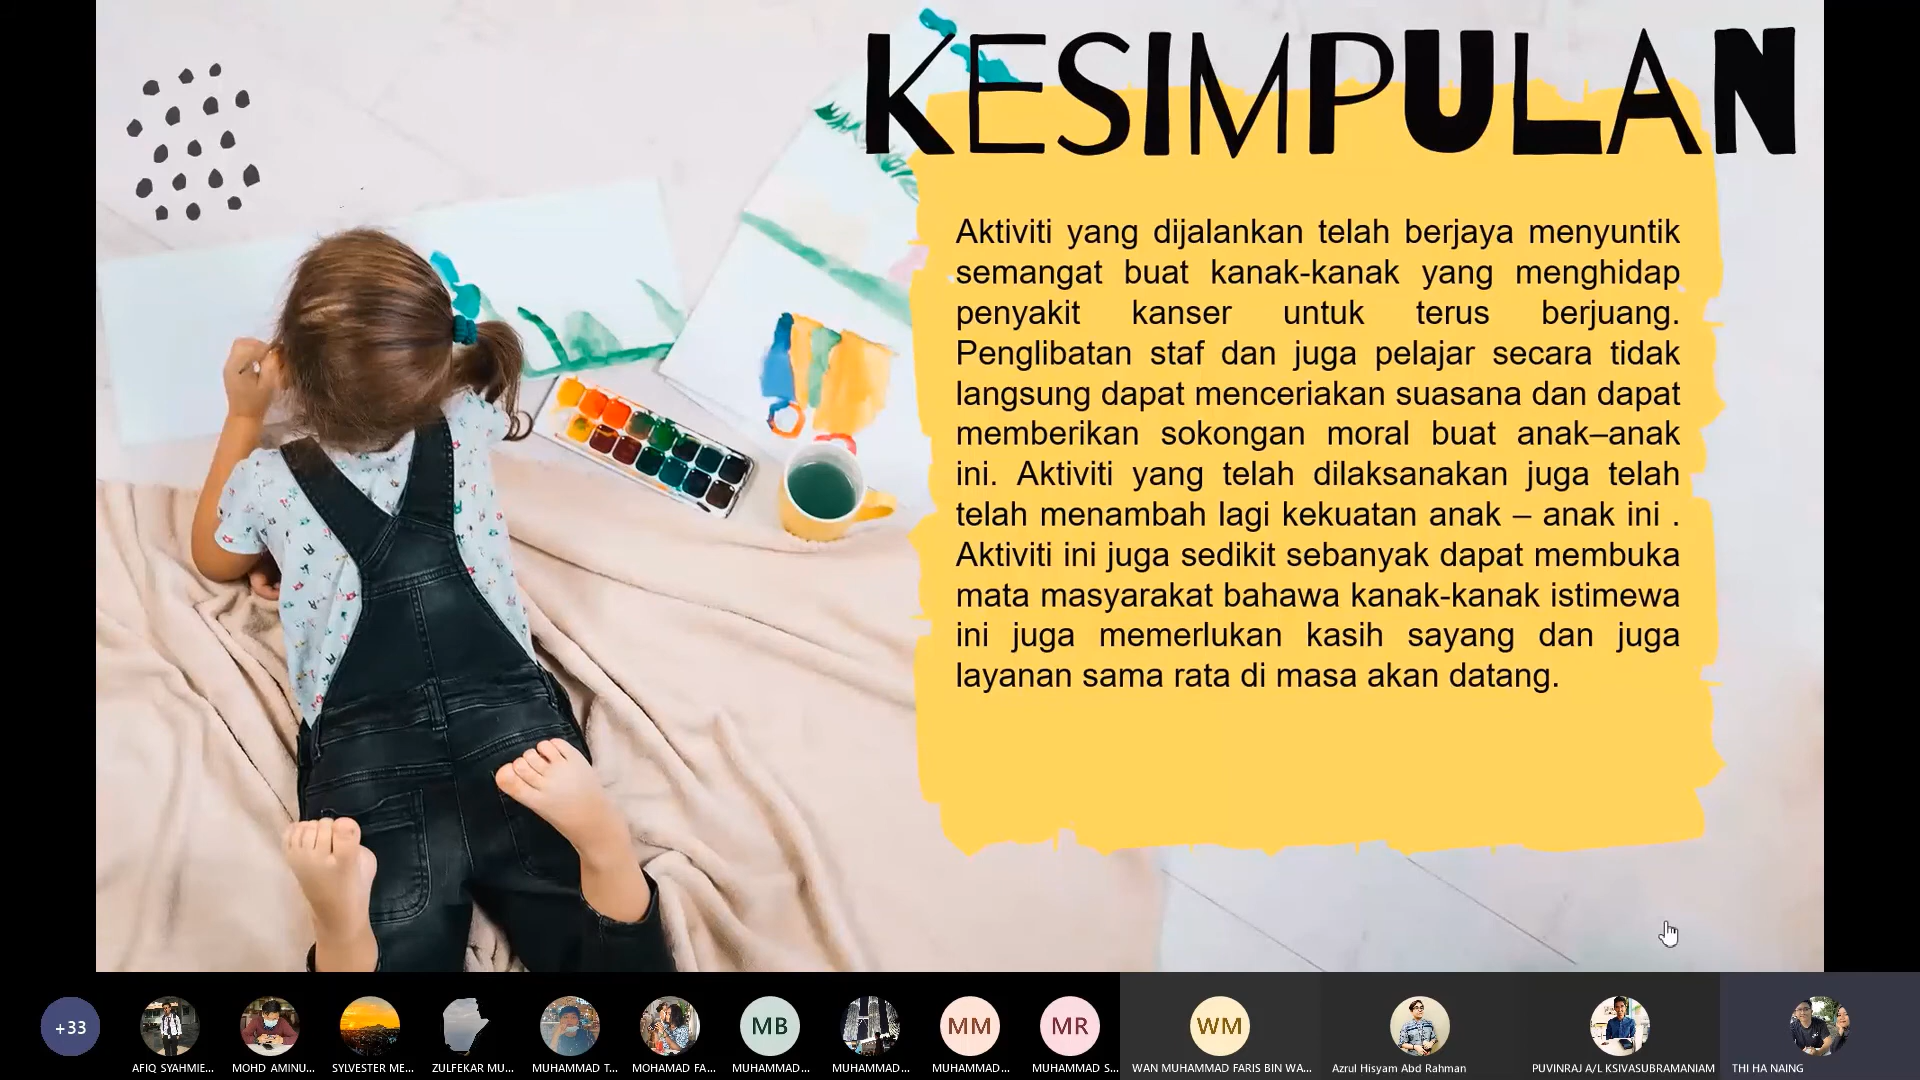 KESIMPULAN
Aktiviti yang dijalankan telah berjaya menyuntik
semangat buat kanak-kanak yang menghidap
penyakit kanser untuk terus berjuang.
Penglibatan staf dan juga pelajar secara tidak
langsung dapat menceriakan suasana dan dapat
memberikan sokongan moral buat anak–anak
ini. Aktiviti yang telah dilaksanakan juga telah
telah menambah lagi kekuatan anak – anak ini .
Aktiviti ini juga sedikit sebanyak dapat membuka
mata masyarakat bahawa kanak-kanak istimewa
ini juga memerlukan kasih sayang dan juga
layanan sama rata di masa akan datang.
+33
MB
MM
MR
WM
AFIQ SYAHMIE...
MOHD AMINU...
SYLVESTER ME...
ZULFEKAR MU...
MUHAMMAD T...
MOHAMAD FA...
MUHAMMAD...
MUHAMMAD...
MUHAMMAD...
MUHAMMAD S...
WAN MUHAMMAD FARIS BIN WA...
Azrul Hisyam Abd Rahman
PUVINRAJ A/L KSIVASUBRAMANIAM
THI HA NAING